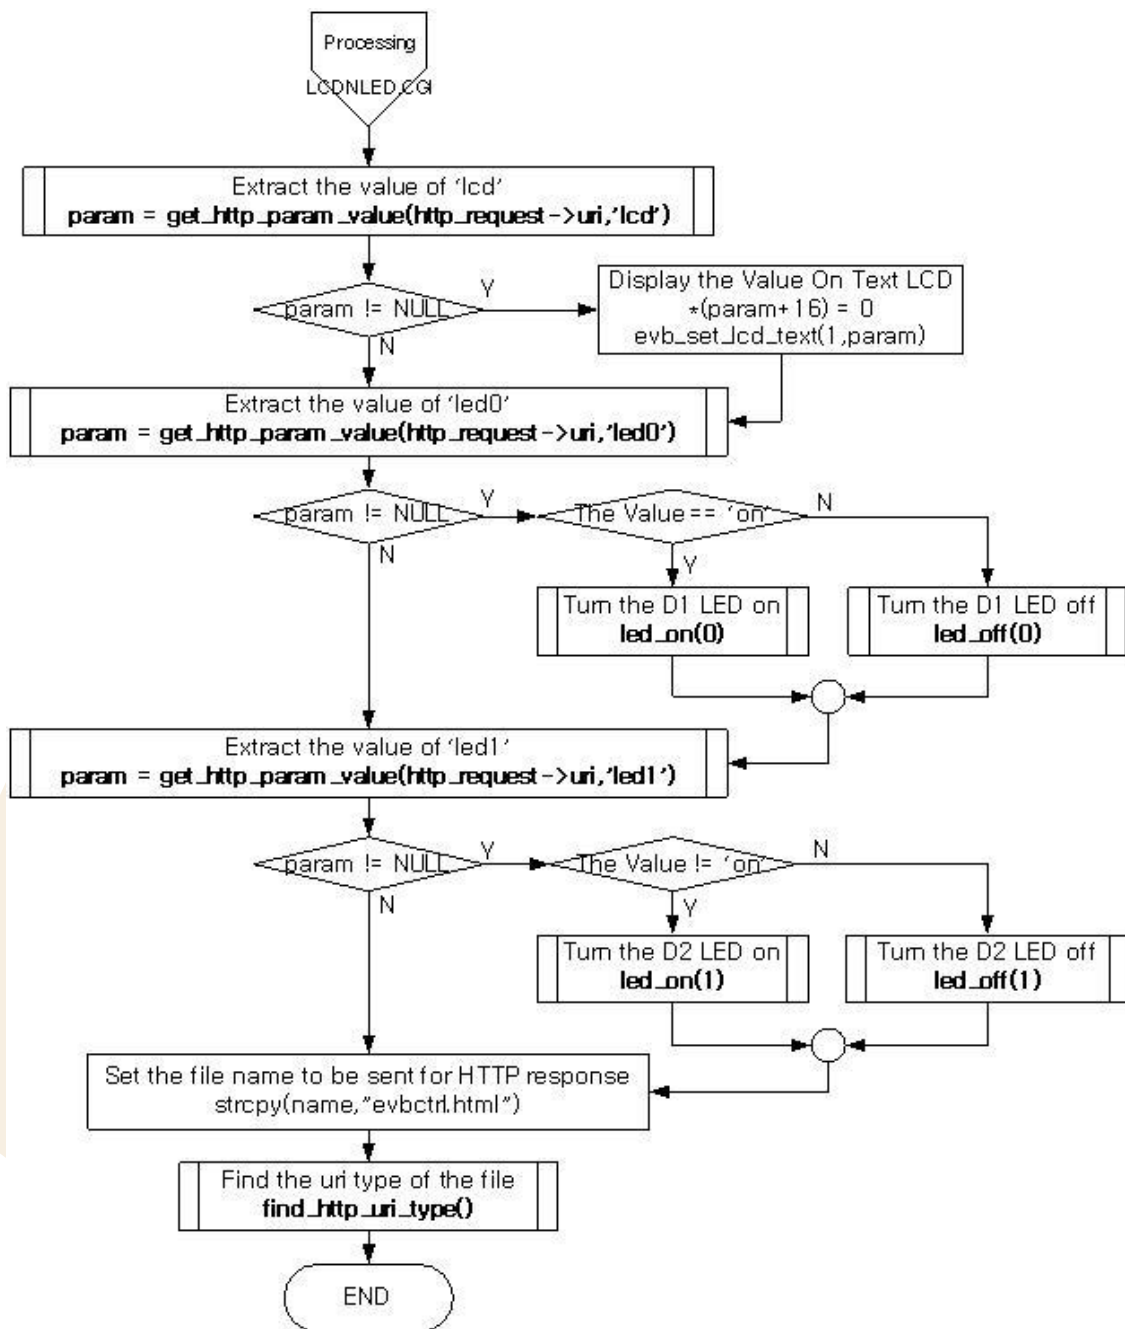 Processing
LCDNLED.CGI
Extract the value of 'lcd'
param = get_http_param_value(http_request->uri,'lcd')
param != NULL
Y
N
Display the Value On Text LCD
*(param+16) = 0
evb_set_lcd_text(1,param)
Extract the value of 'led0'
param = get_http_param_value(http_request->uri,'led0')
param != NULL
Y
N
The Value == 'on'
N
Y
Turn the D1 LED on
led_on(0)
Turn the D1 LED off
led_off(0)
Extract the value of 'led1'
param = get_http_param_value(http_request->uri,'led1')
param != NULL
Y
N
The Value != 'on'
N
Y
Turn the D2 LED on
led_on(1)
Turn the D2 LED off
led_off(1)
Set the file name to be sent for HTTP response
strcpy(name,"evbctrl.html")
Find the uri type of the file
find_http_uri_type()
END